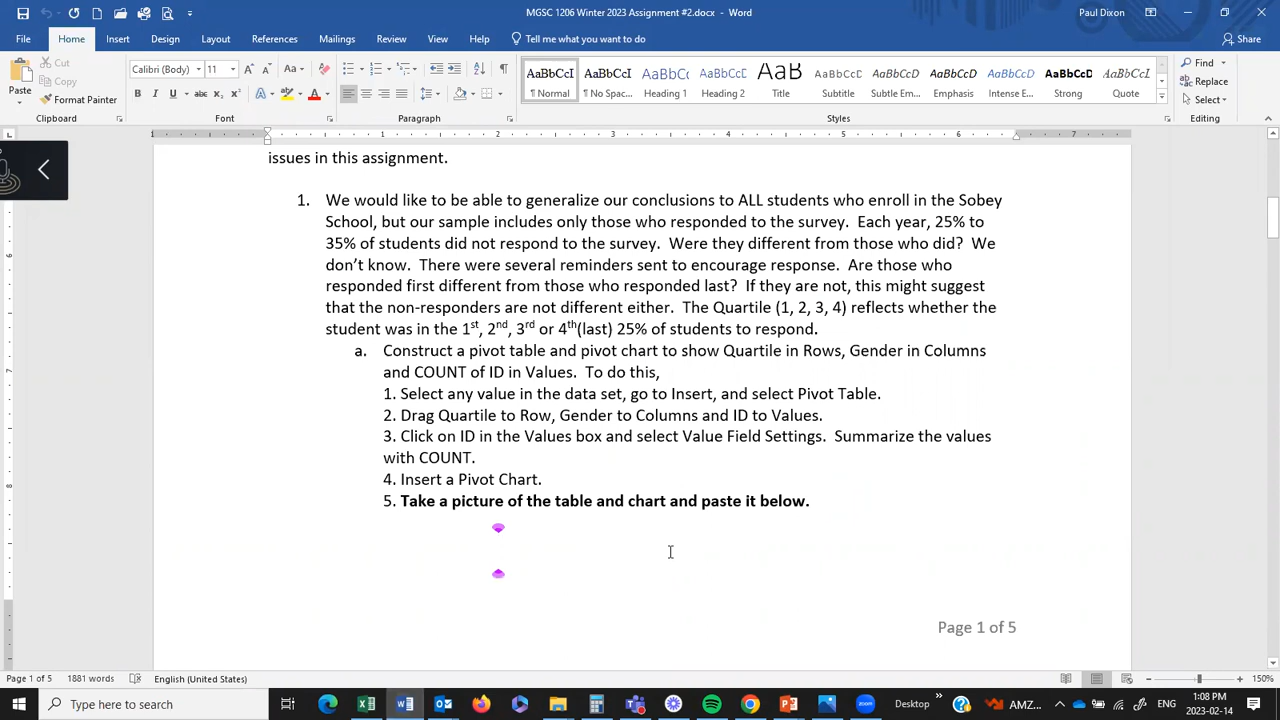 MGSC 1206 Winter 2023 Assignment #2.docx - Word
Paul Dixon
File Home Insert Design Layout References Mailings Review View Help Tell me what you want to do Share
Paste
Cut
Copy
Format Painter
Clipboard
Calibri (Body) 11
Font
Paragraph
AaBbCcI AaBbCcI AaBbCc AaBbCcD AaB AaBbCcD AaBbCcD AaBbCcD AaBbCcD AaBbCcD AaBbCcD
¶ Normal ¶ No Spac... Heading 1 Heading 2 Title Subtitle Subtle Em... Emphasis Intense E... Strong Quote
Styles
Find
Replace
Select
Editing
1 1 2 3 4 5 6 7
issues in this assignment.
1. We would like to be able to generalize our conclusions to ALL students who enroll in the Sobey
School, but our sample includes only those who responded to the survey. Each year, 25% to
35% of students did not respond to the survey. Were they different from those who did? We
don't know. There were several reminders sent to encourage response. Are those who
responded first different from those who responded last? If they are not, this might suggest
that the non-responders are not different either. The Quartile (1, 2, 3, 4) reflects whether the
student was in the 1st, 2nd, 3rd or 4th(last) 25% of students to respond.
a. Construct a pivot table and pivot chart to show Quartile in Rows, Gender in Columns
and COUNT of ID in Values. To do this,
1. Select any value in the data set, go to Insert, and select Pivot Table.
2. Drag Quartile to Row, Gender to Columns and ID to Values.
3. Click on ID in the Values box and select Value Field Settings. Summarize the values
with COUNT.
4. Insert a Pivot Chart.
5. Take a picture of the table and chart and paste it below.
Page 1 of 5
Page 1 of 5 1881 words English (United States) 150%
Type here to search
Desktop
AMZ...
ENG
1:08 PM
2023-02-14